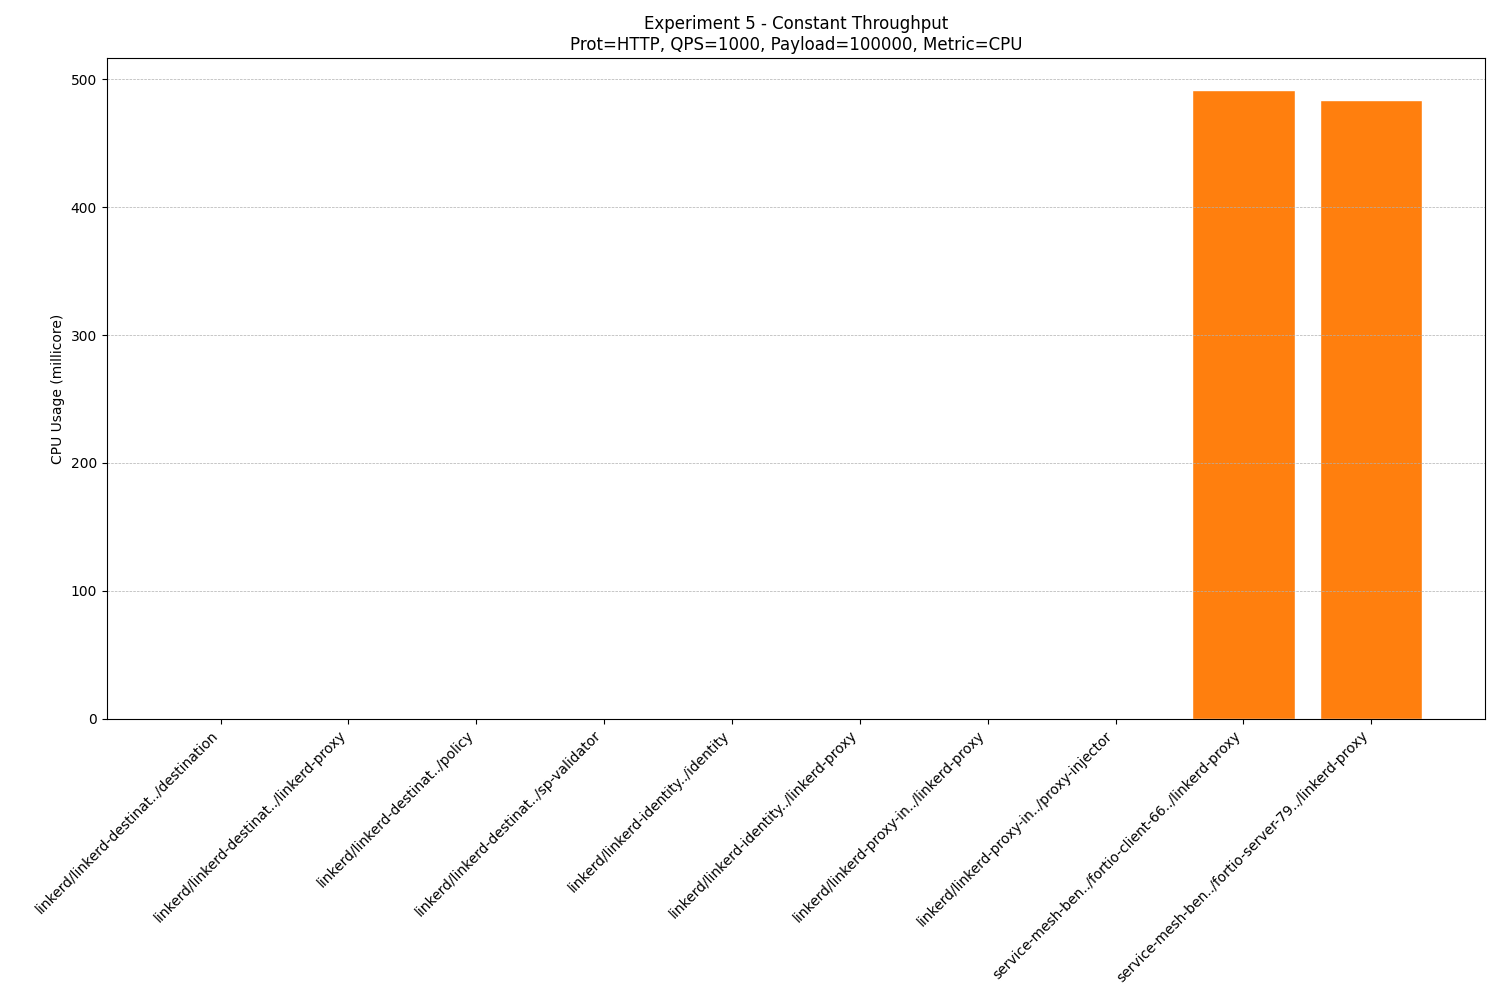 Experiment 5 - Constant Throughput
Prot=HTTP, QPS=1000, Payload=100000, Metric=CPU
CPU Usage (millicore)
500
400
300
200
100
0
linkerd/linkerd-destinat../destination
linkerd/linkerd-destinat../linkerd-proxy
linkerd/linkerd-destinat../policy
linkerd/linkerd-destinat../sp-validator
linkerd/linkerd-identity../identity
linkerd/linkerd-identity../linkerd-proxy
linkerd/linkerd-proxy-in../linkerd-proxy
linkerd/linkerd-proxy-in../proxy-injector
service-mesh-ben../fortio-client-66../linkerd-proxy
service-mesh-ben../fortio-server-79../linkerd-proxy